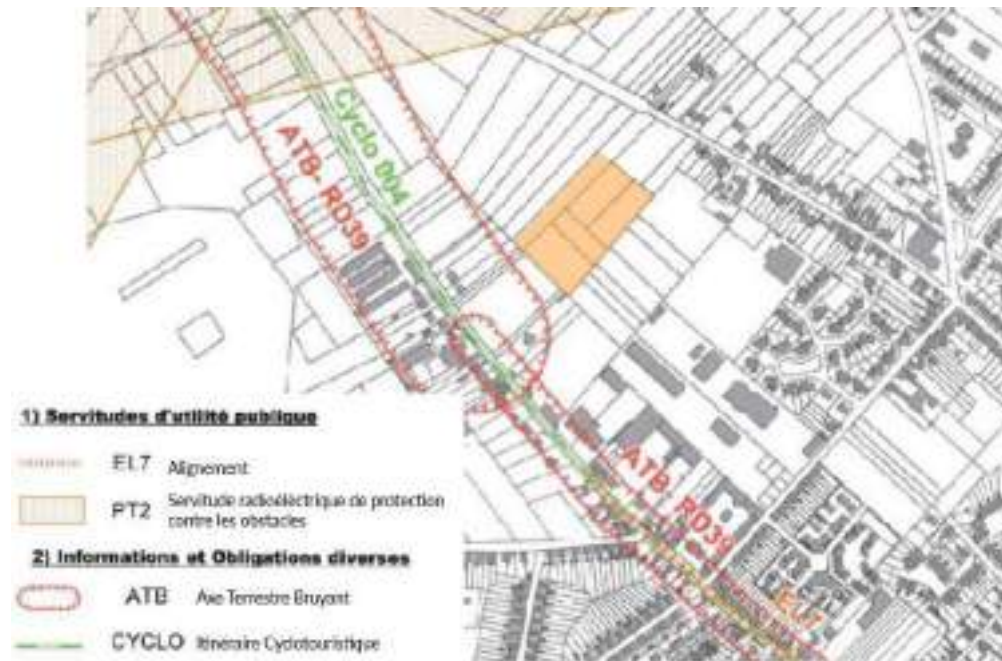 Cyclo 004
ATB- RD39
ATB- RD39
EL7
1) Servitudes d'utilité publique
EL7 Alignement
PT2 Servitude radioélectrique de protection
contre les obstacles
2) Informations et Obligations diverses
ATB Axe Terrestre Bruyant
CYCLO Itinéraire Cyclotouristique